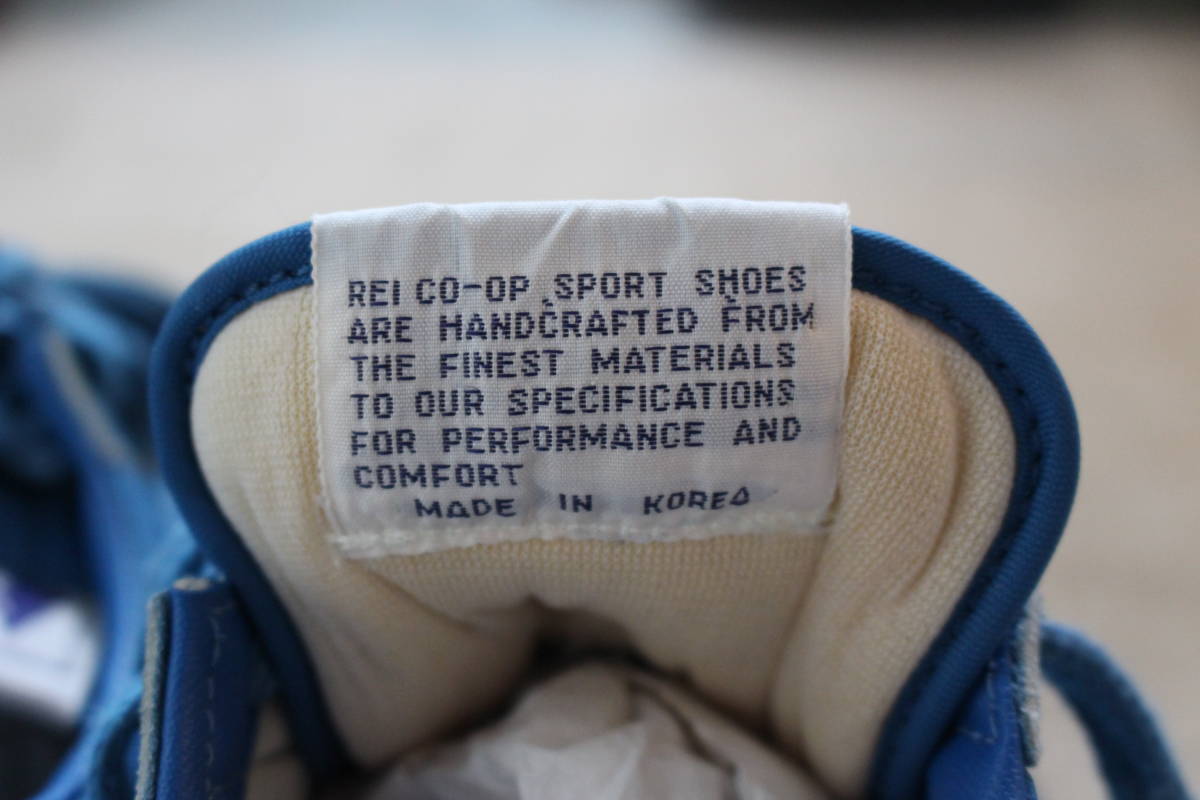 REI CO-OP SPORT SHOES
ARE HANDCRAFTED FROM
THE FINEST MATERIALS
TO OUR SPECIFICATIONS
FOR PERFORMANCE AND
COMFORT
MADE IN KOREA